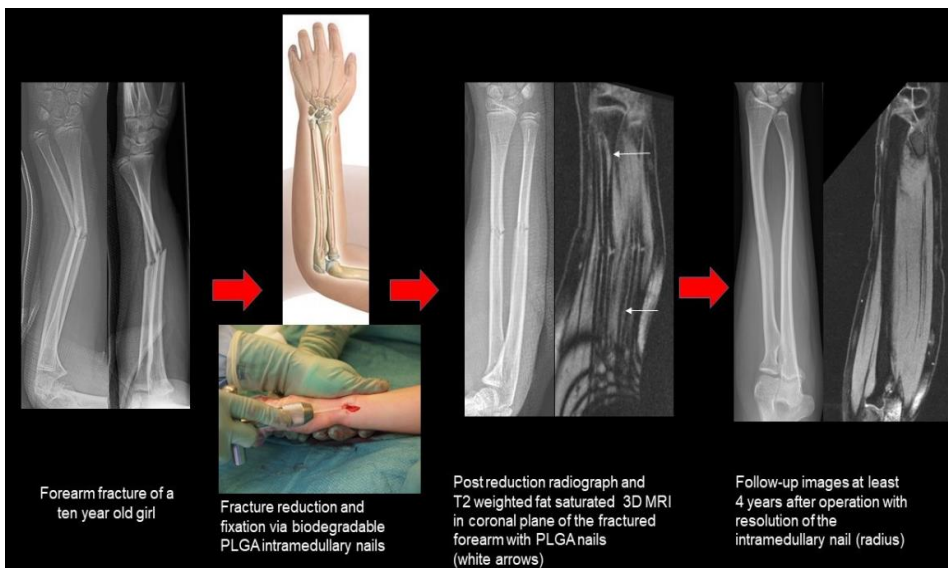 Forearm fracture of a
ten year old girl
Fracture reduction and
fixation via biodegradable
PLGA intramedullary nails
Post reduction radiograph and
T2 weighted fat saturated 3D MRI
in coronal plane of the fractured
forearm with PLGA nails
(white arrows)
Follow-up images at least
4 years after operation with
resolution of the
intramedullary nail (radius)